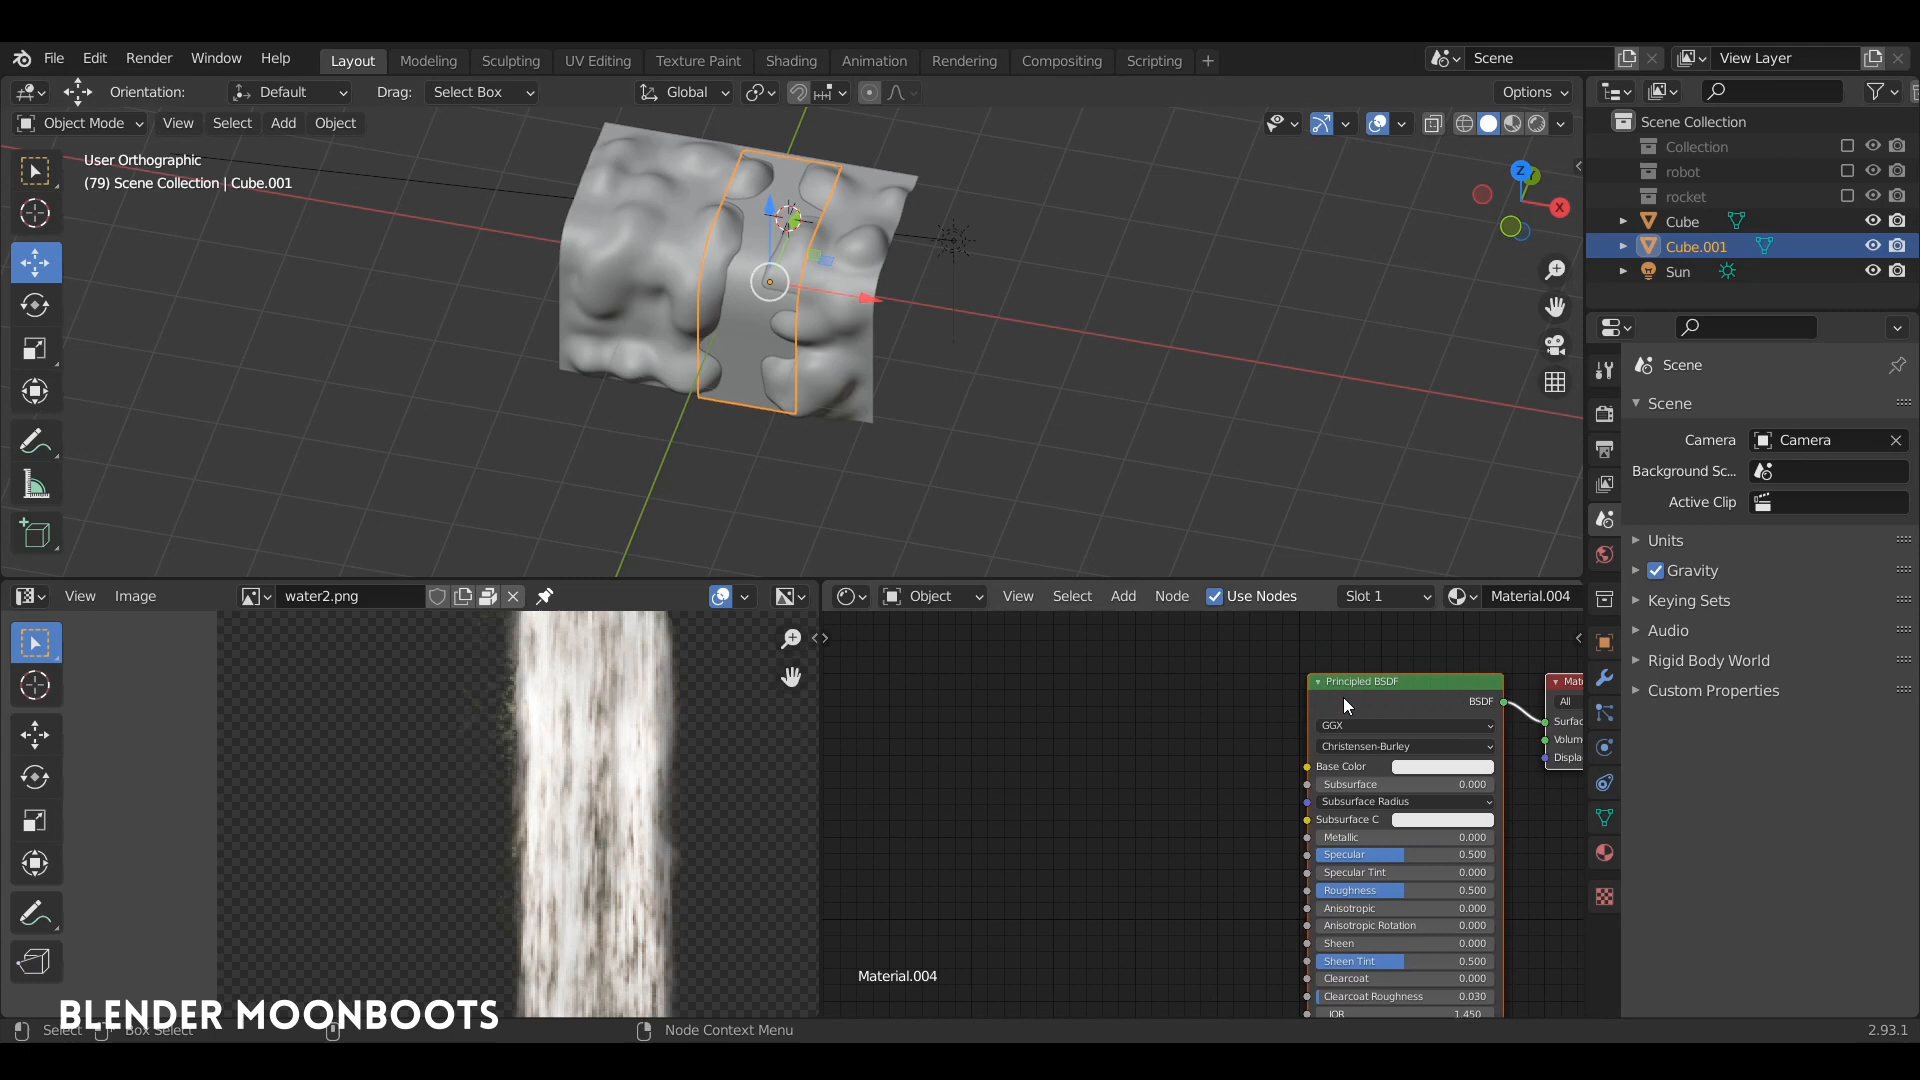 File Edit Render Window Help Layout Modeling Sculpting UV Editing Texture Paint Shading Animation Rendering Compositing Scripting + Scene View Layer
Orientation: Default Drag: Select Box Global Options
Object Mode View Select Add Object
User Orthographic
(79) Scene Collection | Cube.001
Z
X
Scene Collection
Collection
robot
rocket
Cube
Cube.001
Sun
Scene
Scene
Camera Camera
Background Sc...
Active Clip
Units
Gravity
Keying Sets
Audio
Rigid Body World
Custom Properties
View Image water2.png
Object View Select Add Node Use Nodes Slot 1 Material.004
Principled BSDF
BSDF
GGX
Christensen-Burley
Base Color
Subsurface 0.000
Subsurface Radius
Subsurface C
Metallic 0.000
Specular 0.500
Specular Tint 0.000
Roughness 0.500
Anisotropic 0.000
Anisotropic Rotation 0.000
Sheen 0.000
Sheen Tint 0.500
Clearcoat 0.000
Clearcoat Roughness 0.030
IOR 1.450
Mat
All
Surfac
Volum
Displa
Material.004
BLENDER MOONBOOTS
Select Box Select Node Context Menu 2.93.1